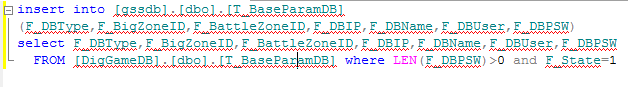 insert into [gssdb].[dbo].[T_BaseParamDB]
(F_DBType,F_BigZoneID,F_BattleZoneID,F_DBIP,F_DBName,F_DBUser,F_DBPSW)
select F_DBType,F_BigZoneID,F_BattleZoneID,F_DBIP,F_DBName,F_DBUser,F_DBPSW
FROM [DigGameDB].[dbo].[T_BaseParamDB] where LEN(F_DBPSW)>0 and F_State=1